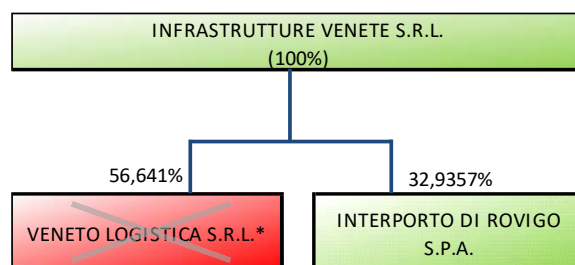 INFRASTRUTTURE VENETE S.R.L.
(100%)
56,641%
32,9357%
VENETO LOGISTICA S.R.L.*
INTERPORTO DI ROVIGO
S.P.A.